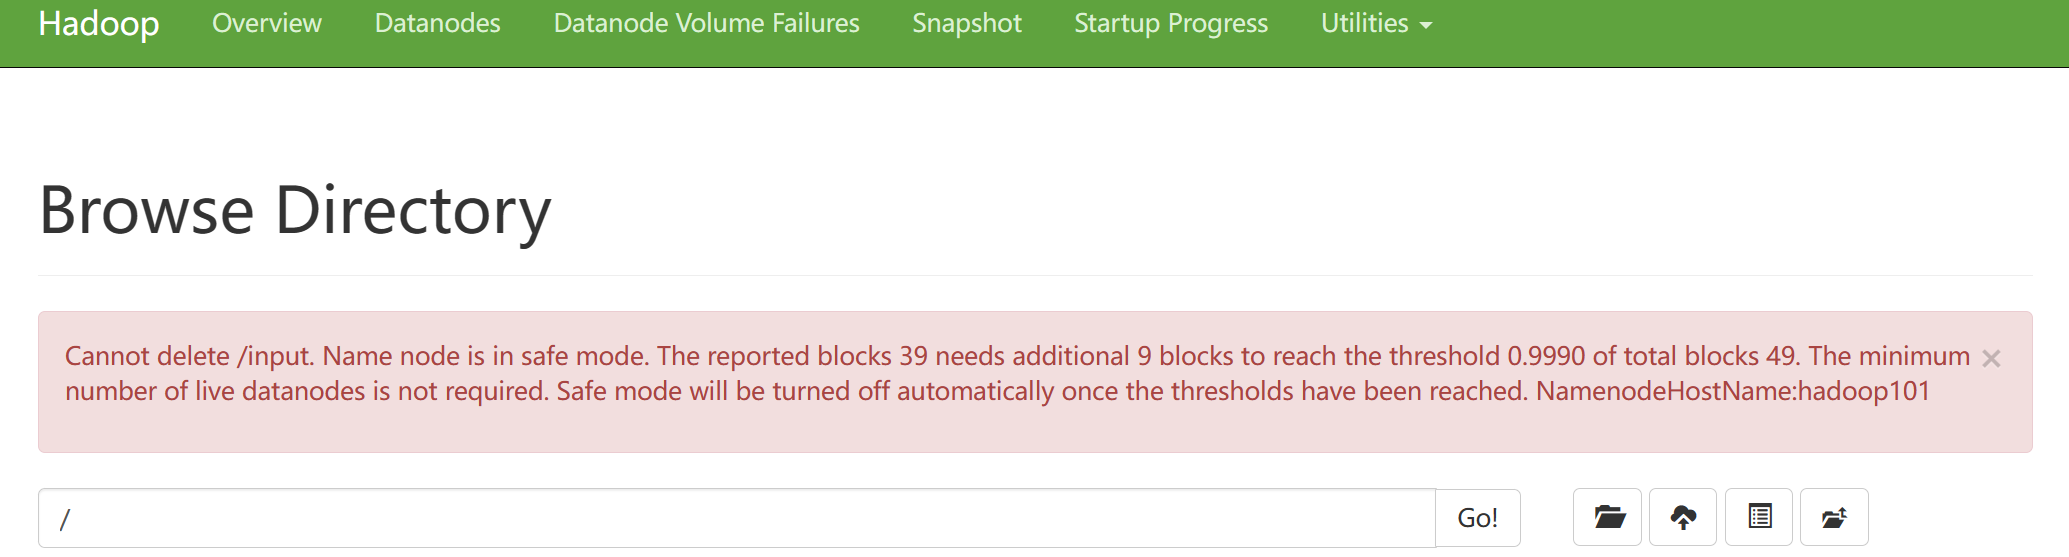 Hadoop Overview Datanodes Datanode Volume Failures Snapshot Startup Progress Utilities
Browse Directory
Cannot delete /input. Name node is in safe mode. The reported blocks 39 needs additional 9 blocks to reach the threshold 0.9990 of total blocks 49. The minimum
number of live datanodes is not required. Safe mode will be turned off automatically once the thresholds have been reached. NamenodeHostName:hadoop101
/
Go!